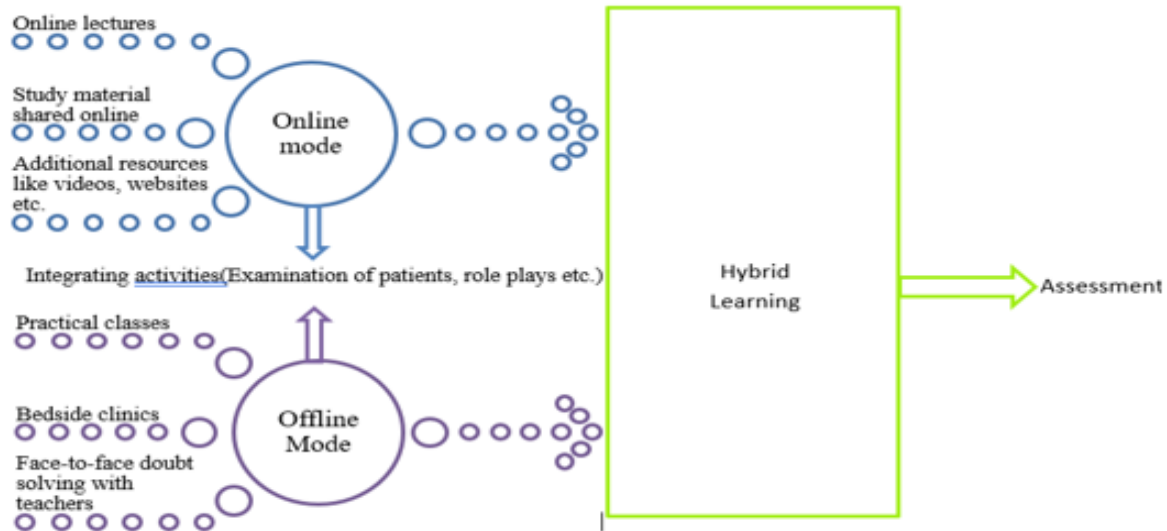 Online lectures
Study material
shared online
Additional resources
like videos, websites
etc.
Online
mode
Integrating activities(Examination of patients, role plays etc.)
Practical classes
Bedside clinics
Face-to-face doubt
solving with
teachers
Offline
Mode
Hybrid
Learning
Assessment